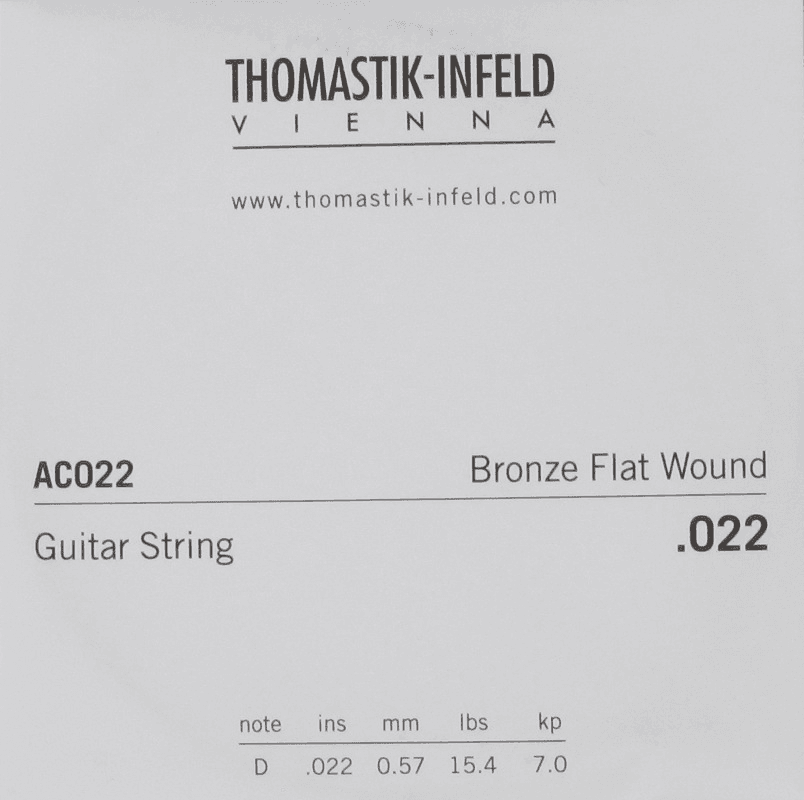 THOMASTIK-INFELD
VIENNA
www.thomastik-infeld.com
AC022 Bronze Flat Wound
Guitar String .022
note ins mm lbs kp
D .022 0.57 15.4 7.0